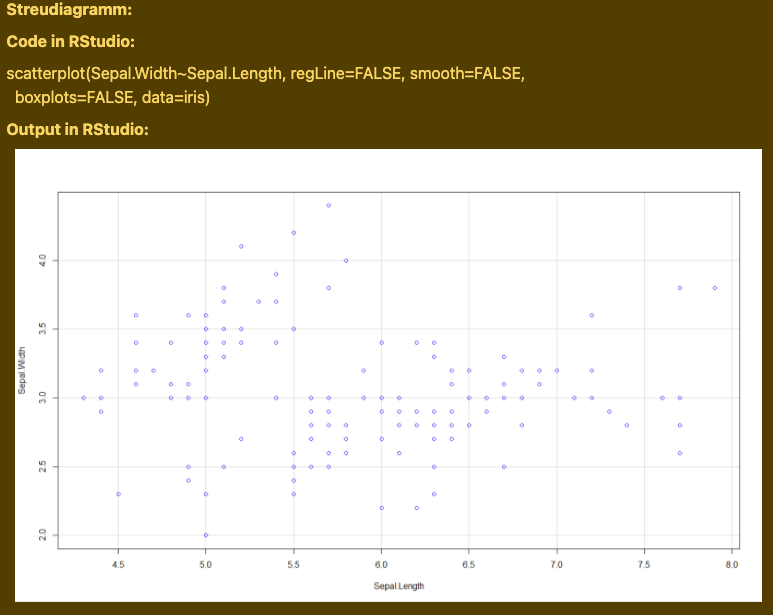 Streudiagramm:
Code in RStudio:
scatterplot(Sepal.Width~Sepal.Length, regLine=FALSE, smooth=FALSE,
boxplots=FALSE, data=iris)
Output in RStudio:
4.0
3.5
3.0
2.5
2.0
Sepal.Width
4.5 5.0 5.5 6.0 6.5 7.0 7.5 8.0
Sepal.Length